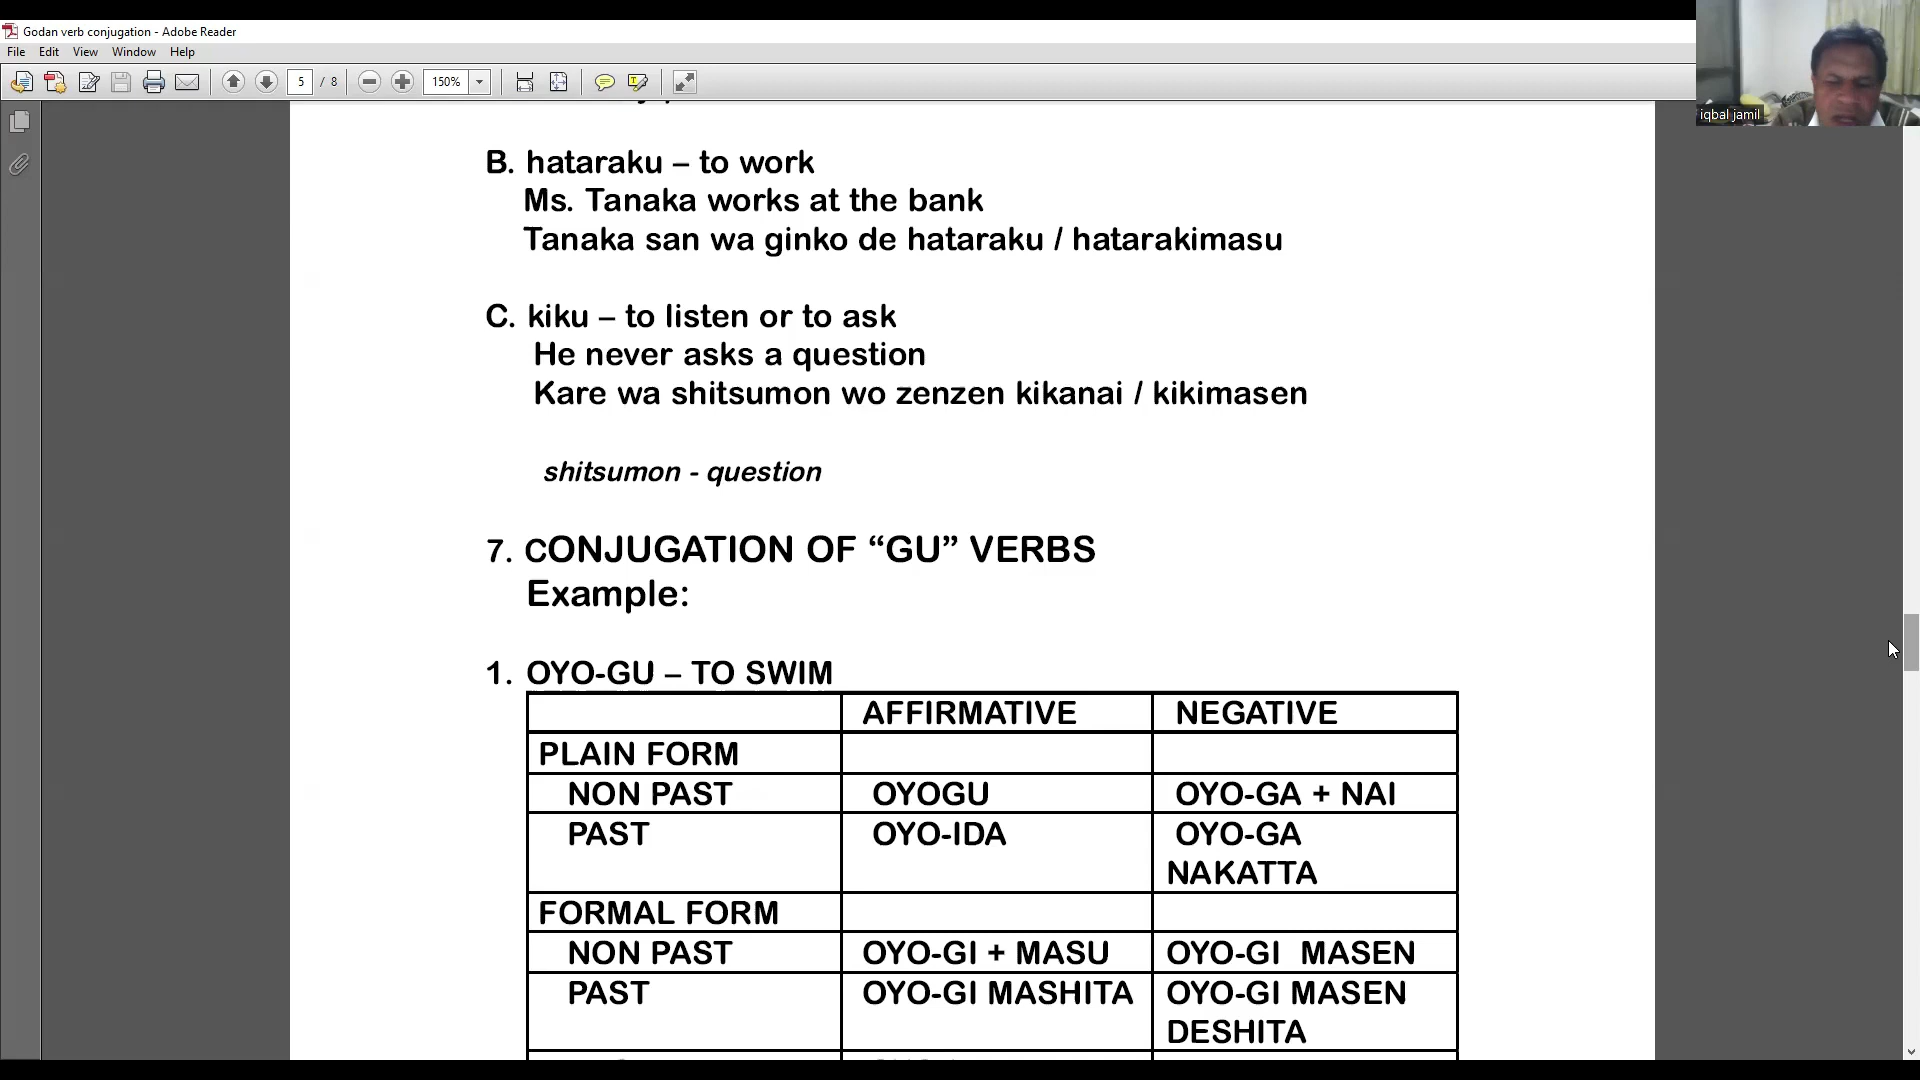 Godan verb conjugation - Adobe Reader
File Edit View Window Help
5 / 8 150%
iqbal jamil
B. hataraku – to work
Ms. Tanaka works at the bank
Tanaka san wa ginko de hataraku / hatarakimasu
C. kiku – to listen or to ask
He never asks a question
Kare wa shitsumon wo zenzen kikanai / kikimasen
shitsumon - question
7. CONJUGATION OF “GU” VERBS
Example:
1. OYO-GU – TO SWIM
AFFIRMATIVE NEGATIVE
PLAIN FORM
NON PAST OYOGU OYO-GA + NAI
PAST OYO-IDA OYO-GA
NAKATTA
FORMAL FORM
NON PAST OYO-GI + MASU OYO-GI MASEN
PAST OYO-GI MASHITA OYO-GI MASEN
DESHITA